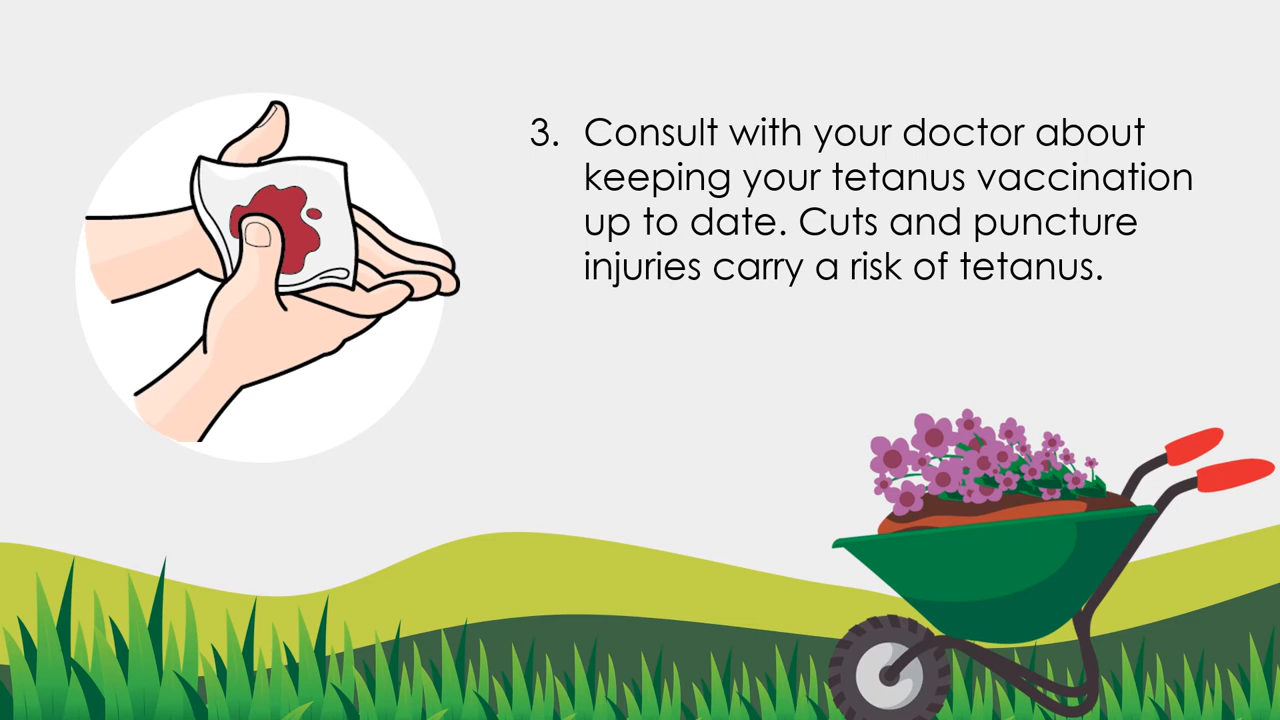 3. Consult with your doctor about
keeping your tetanus vaccination
up to date. Cuts and puncture
injuries carry a risk of tetanus.